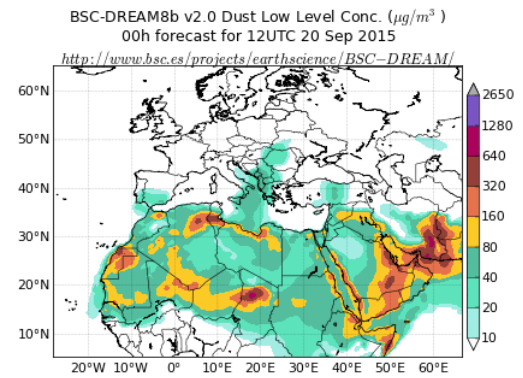 BSC-DREAM8b v2.0 Dust Low Level Conc. (μg/m³ )
00h forecast for 12UTC 20 Sep 2015
http://www.bsc.es/projects/earthscience/BSC−DREAM/
60°N
50°N
40°N
30°N
20°N
10°N
20°W 10°W 0° 10°E 20°E 30°E 40°E 50°E 60°E
2650
1280
640
320
160
80
40
20
10